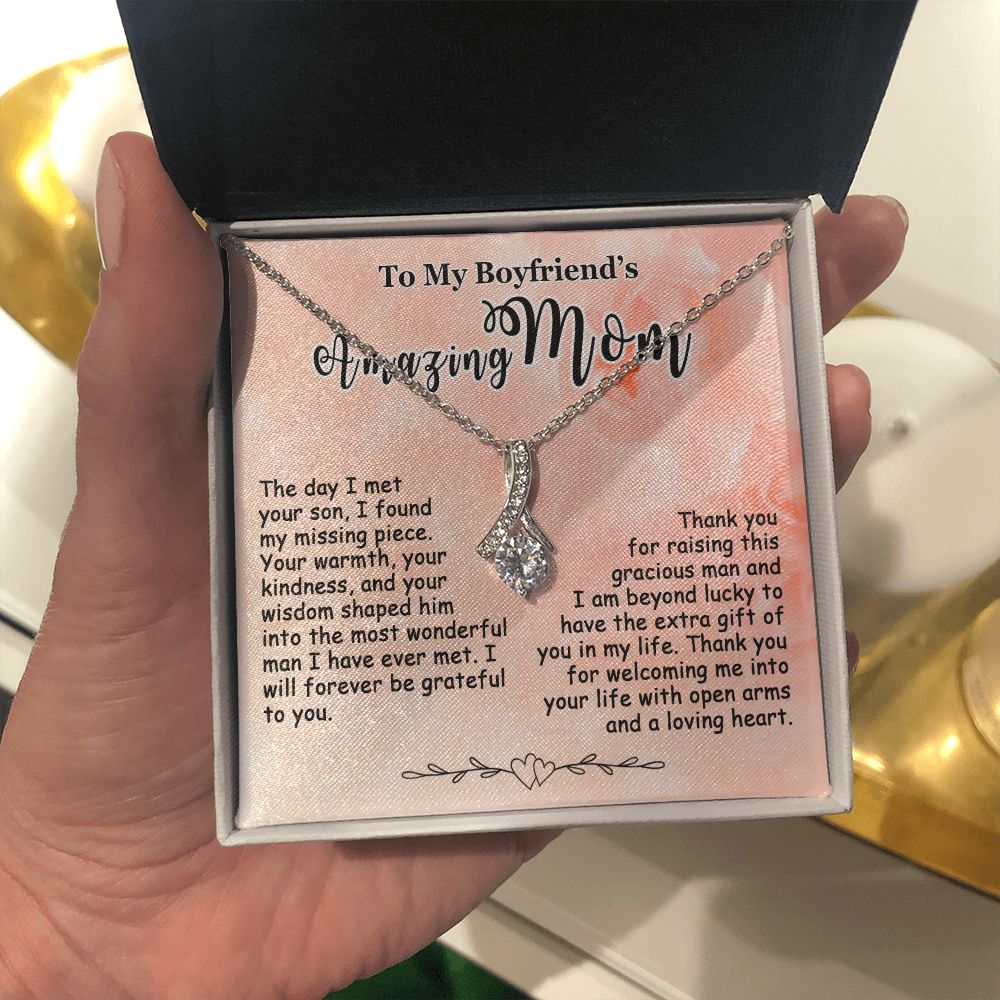 To My Boyfriend's
Amazing Mom
The day I met
your son, I found
my missing piece.
Your warmth, your
kindness, and your
wisdom shaped him
into the most wonderful
man I have ever met. I
will forever be grateful
to you.
Thank you
for raising this
gracious man and
I am beyond lucky to
have the extra gift of
you in my life. Thank you
for welcoming me into
your life with open arms
and a loving heart.